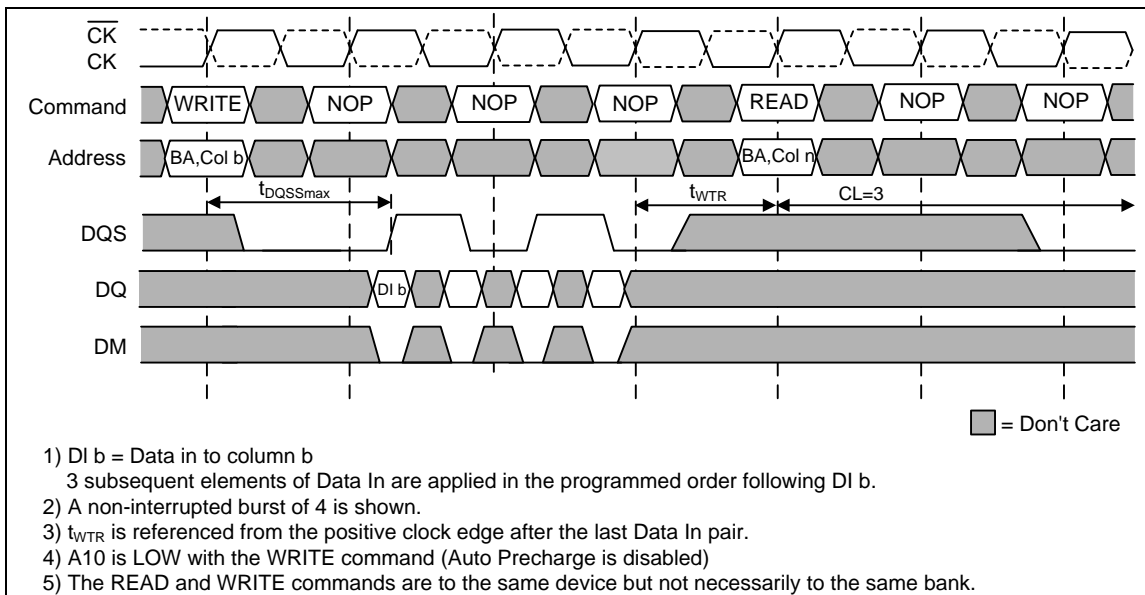 CK
CK
Command WRITE NOP NOP NOP READ NOP NOP
Address BA,Col b BA,Col n
tDQSSmax tWTR CL=3
DQS
DQ DI b
DM
= Don't Care
1) DI b = Data in to column b
3 subsequent elements of Data In are applied in the programmed order following DI b.
2) A non-interrupted burst of 4 is shown.
3) tWTR is referenced from the positive clock edge after the last Data In pair.
4) A10 is LOW with the WRITE command (Auto Precharge is disabled)
5) The READ and WRITE commands are to the same device but not necessarily to the same bank.